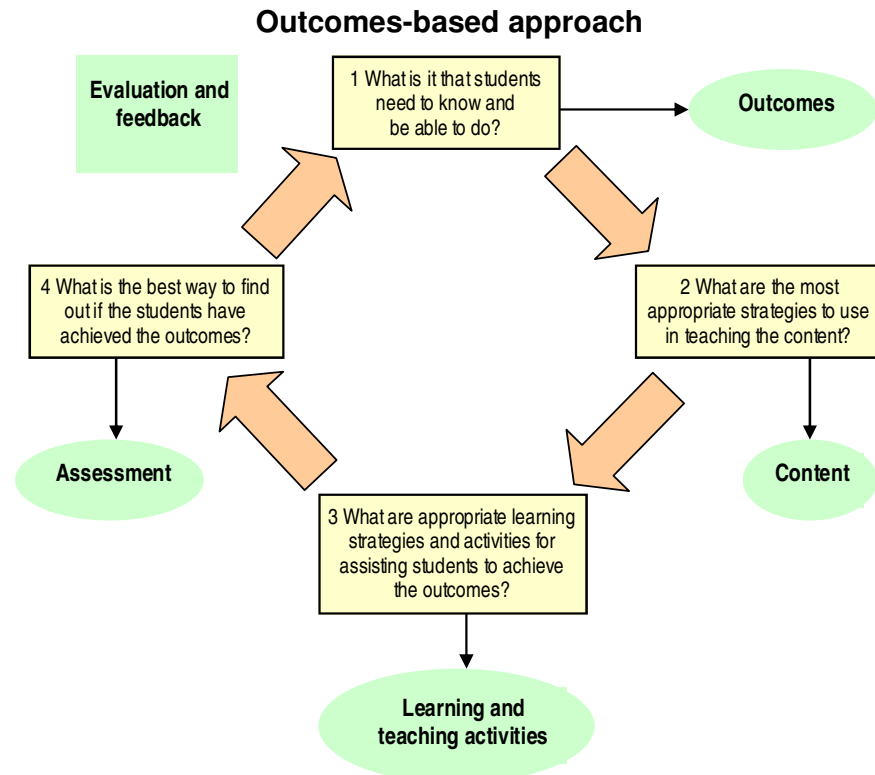 Outcomes-based approach
Evaluation and
feedback
1 What is it that students
need to know and
be able to do?
Outcomes
4 What is the best way to find
out if the students have
achieved the outcomes?
2 What are the most
appropriate strategies to use
in teaching the content?
Assessment
Content
3 What are appropriate learning
strategies and activities for
assisting students to achieve
the outcomes?
Learning and
teaching activities